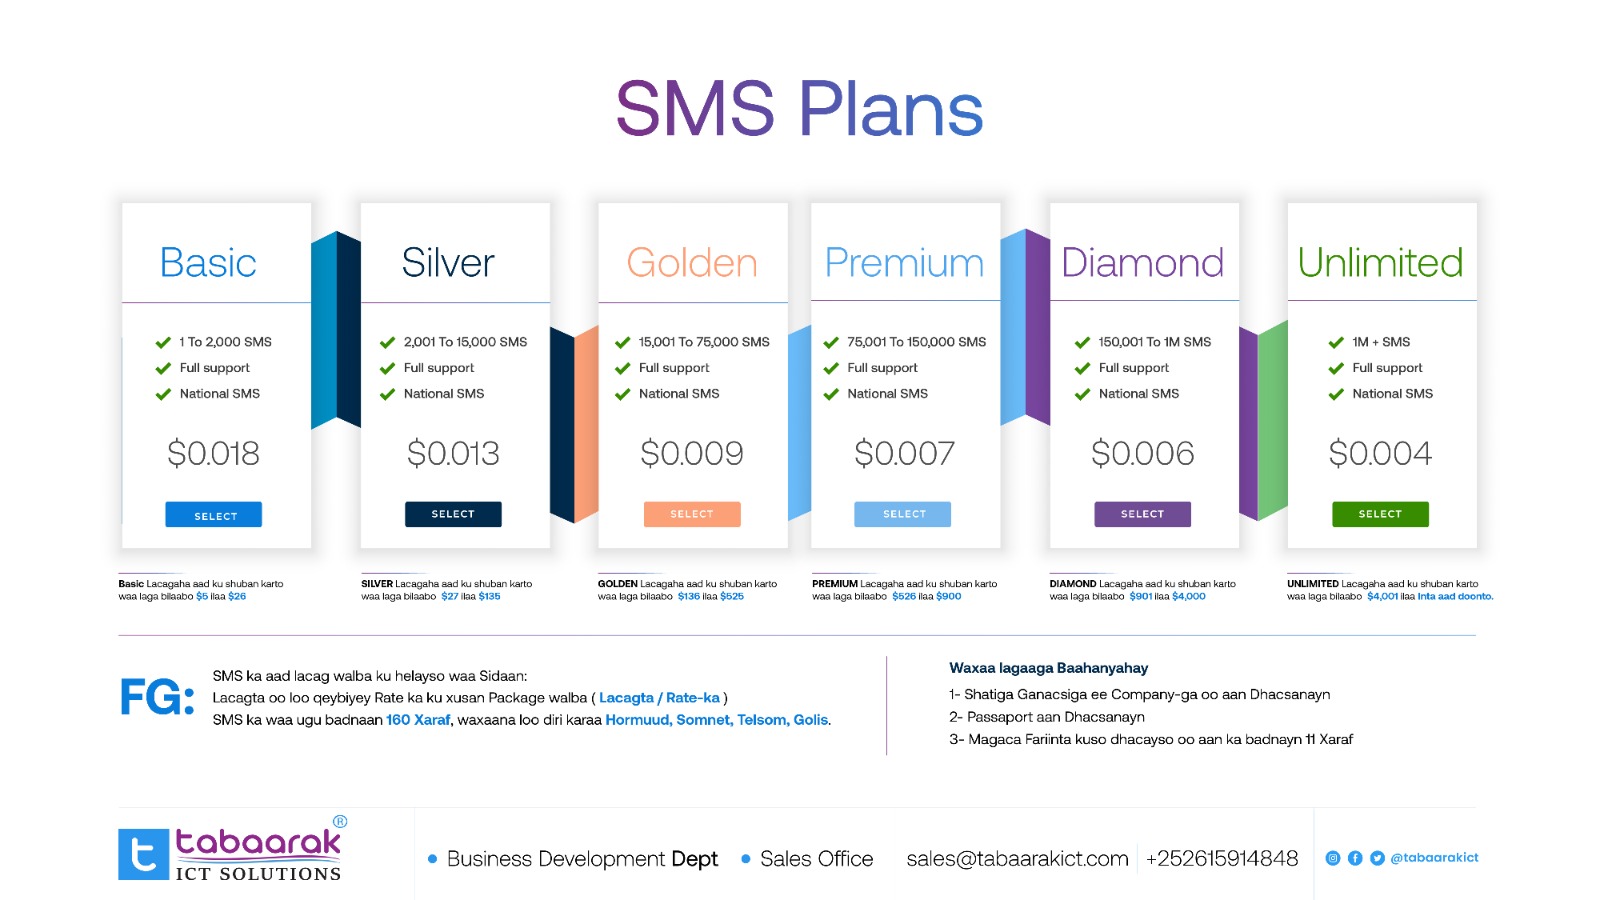 SMS Plans
Basic
1 To 2,000 SMS
Full support
National SMS
$0.018
SELECT
Basic Lacagaha aad ku shuban karto
waa laga bilaabo $5 ilaa $26
Silver
2,001 To 15,000 SMS
Full support
National SMS
$0.013
SELECT
SILVER Lacagaha aad ku shuban karto
waa laga bilaabo $27 ilaa $135
Golden
15,001 To 75,000 SMS
Full support
National SMS
$0.009
SELECT
GOLDEN Lacagaha aad ku shuban karto
waa laga bilaabo $136 ilaa $525
Premium
75,001 To 150,000 SMS
Full support
National SMS
$0.007
SELECT
PREMIUM Lacagaha aad ku shuban karto
waa laga bilaabo $526 ilaa $900
Diamond
150,001 To 1M SMS
Full support
National SMS
$0.006
SELECT
DIAMOND Lacagaha aad ku shuban karto
waa laga bilaabo $901 ilaa $4,000
Unlimited
1M + SMS
Full support
National SMS
$0.004
SELECT
UNLIMITED Lacagaha aad ku shuban karto
waa laga bilaabo $4,001 ilaa Inta aad doonto.
FG:
SMS ka aad lacag walba ku helayso waa Sidaan:
Lacagta oo loo qeybiyey Rate ka ku xusan Package walba ( Lacagta / Rate-ka )
SMS ka waa ugu badnaan 160 Xaraf, waxaana loo diri karaa Hormuud, Somnet, Telsom, Golis.
Waxaa lagaaga Baahanyahay
1- Shatiga Ganacsiga ee Company-ga oo aan Dhacsanayn
2- Passaport aan Dhacsanayn
3- Magaca Fariinta kuso dhacayso oo aan ka badnayn 11 Xaraf
t tabaarak ®
ICT SOLUTIONS
• Business Development Dept • Sales Office sales@tabaarakict.com +252615914848
@tabaarakict